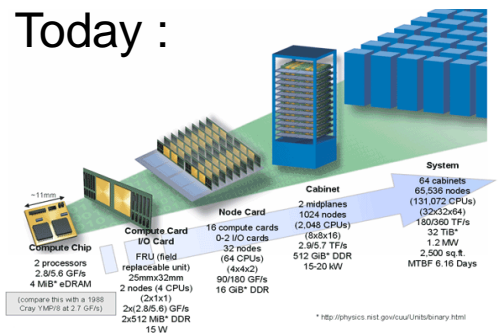 Today :
~11mm
Compute Chip
2 processors
2.8/5.6 GF/s
4 MiB* eDRAM
(compare this with a 1988
Cray YMP/8 at 2.7 GF/s)
Compute Card
I/O Card
FRU (field
replaceable unit)
25mmx32mm
2 nodes (4 CPUs)
(2x1x1)
2x(2.8/5.6) GF/s
2x512 MiB* DDR
15 W
Node Card
16 compute cards
0-2 I/O cards
32 nodes
(64 CPUs)
(4x4x2)
90/180 GF/s
16 GiB* DDR
Cabinet
2 midplanes
1024 nodes
(2,048 CPUs)
(8x8x16)
2.9/5.7 TF/s
512 GiB* DDR
15-20 kW
System
64 cabinets
65,536 nodes
(131,072 CPUs)
(32x32x64)
180/360 TF/s
32 TiB*
1.2 MW
2,500 sq.ft.
MTBF 6.16 Days
* http://physics.nist.gov/cuu/Units/binary.html